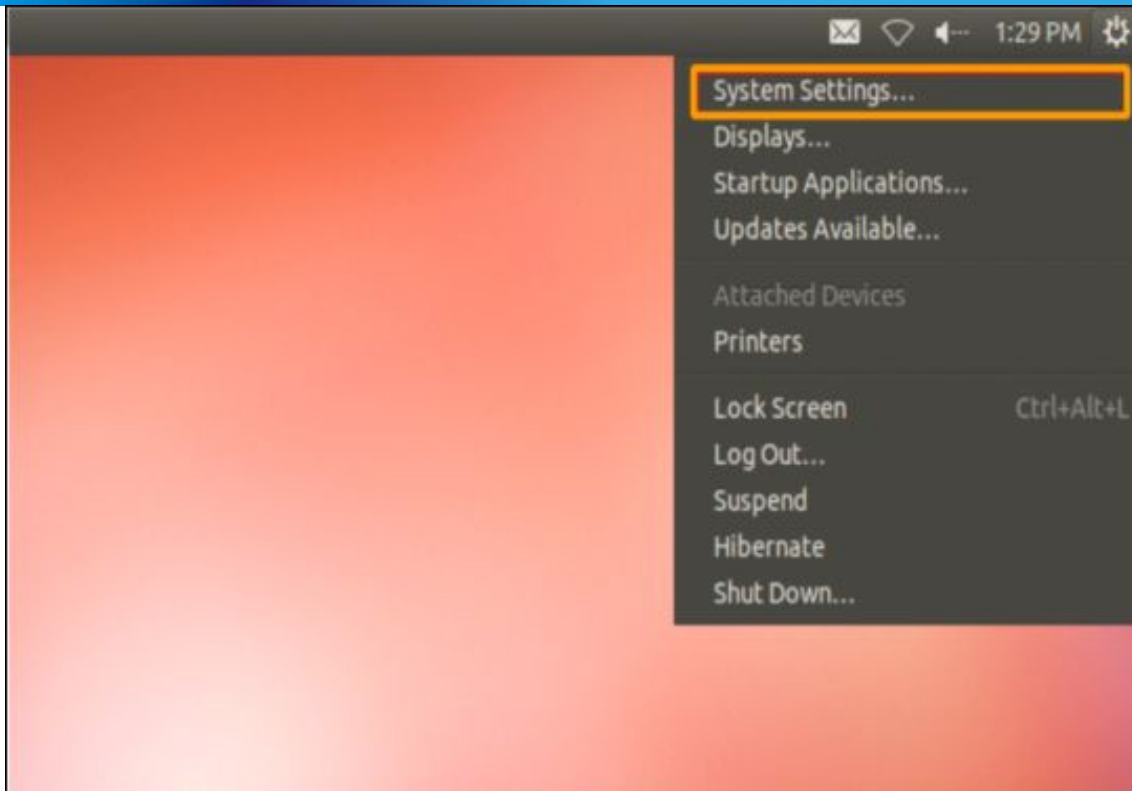 1:29 PM
System Settings...
Displays...
Startup Applications...
Updates Available...
Attached Devices
Printers
Lock Screen Ctrl+Alt+L
Log Out...
Suspend
Hibernate
Shut Down...